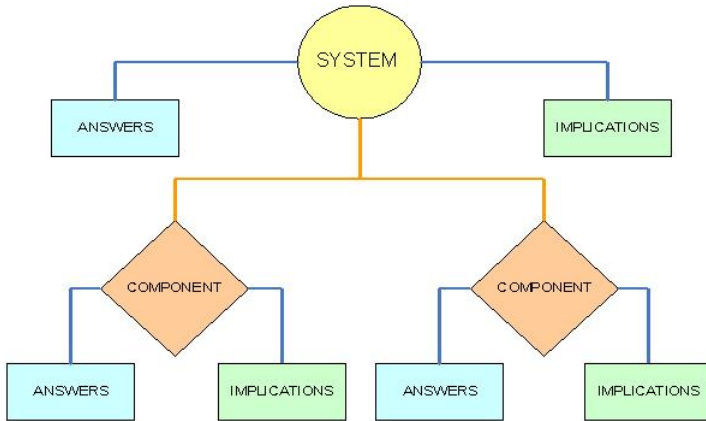 SYSTEM
ANSWERS
IMPLICATIONS
COMPONENT
COMPONENT
ANSWERS
IMPLICATIONS
ANSWERS
IMPLICATIONS